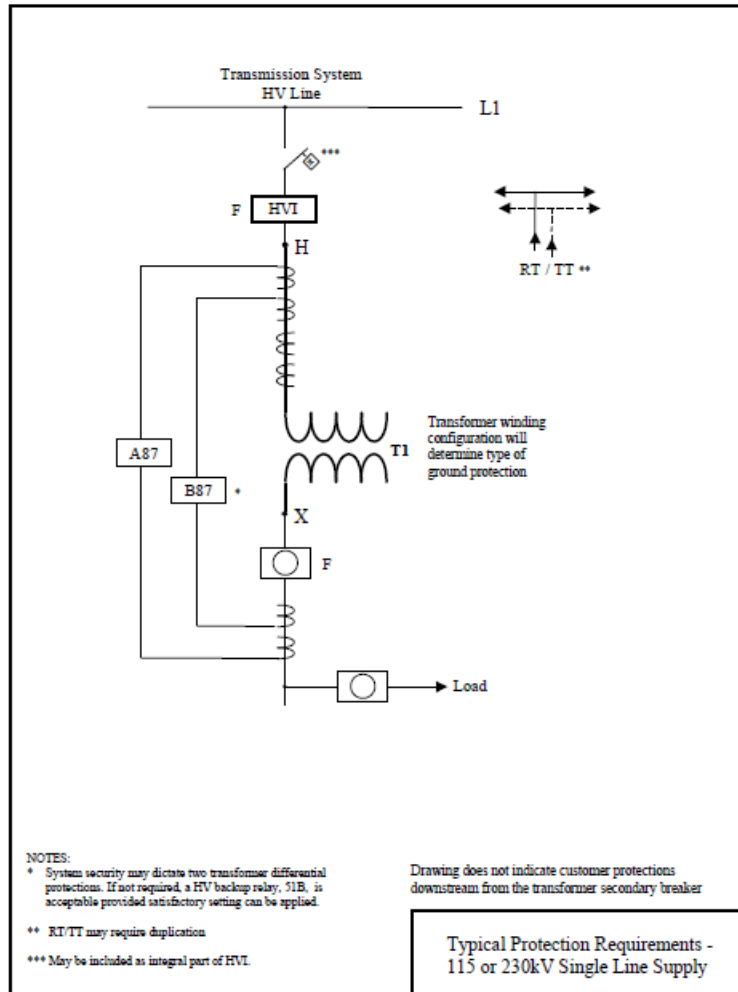 Transmission System
HV Line
L1
***
F
HVI
H
RT / TT **
A87
B87
*
T1
Transformer winding
configuration will
determine type of
ground protection
X
F
Load
NOTES:
* System security may dictate two transformer differential
protections. If not required, a HV backup relay, 51B, is
acceptable provided satisfactory setting can be applied.
** RT/TT may require duplication
*** May be included as integral part of HVI.
Drawing does not indicate customer protections
downstream from the transformer secondary breaker
Typical Protection Requirements -
115 or 230kV Single Line Supply